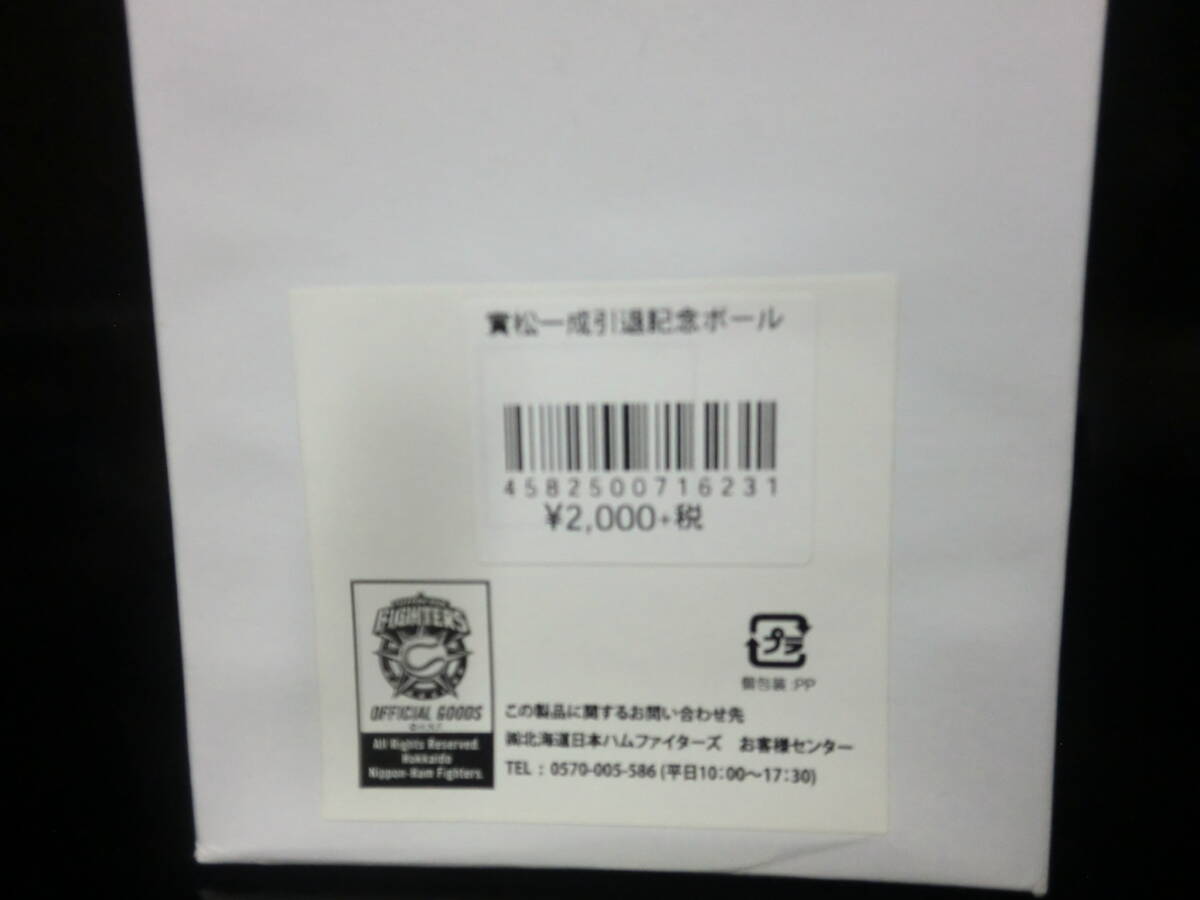 實松一成引退記念ボール
4582500716231
¥2,000+税
FIGHTERS
OFFICIAL GOODS
All Rights Reserved.
Hokkaido
Nippon-Ham Fighters.
プラ
個包装:PP
この製品に関するお問い合わせ先
㈱北海道日本ハムファイターズ お客様センター
TEL : 0570-005-586 (平日10:00〜17:30)